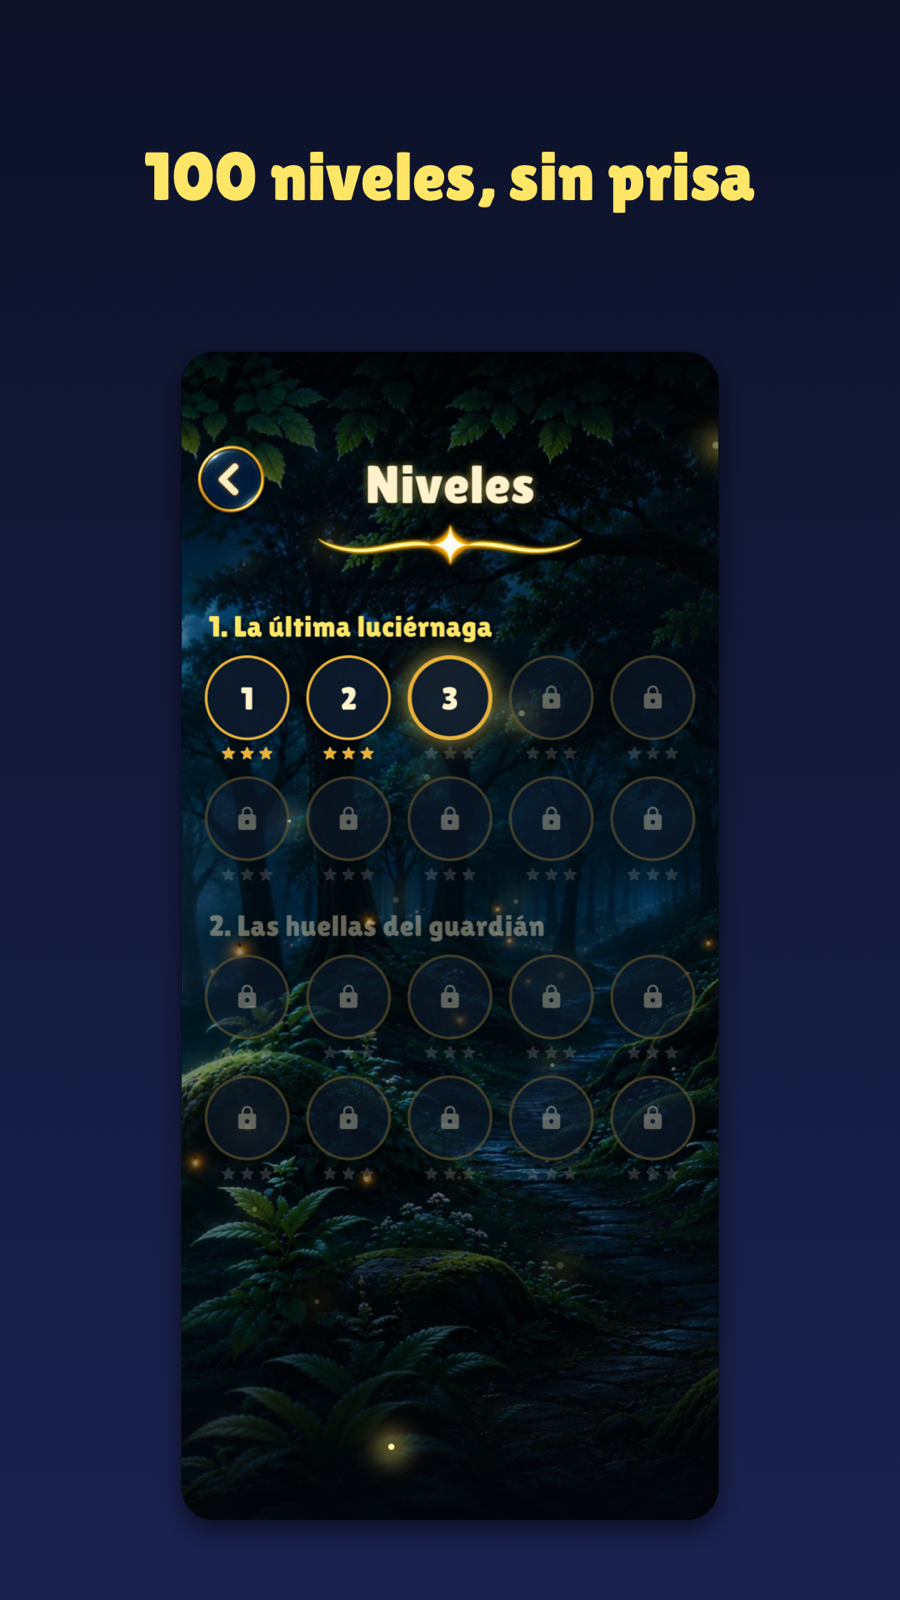 100 niveles, sin prisa
Niveles
1. La última luciérnaga
1 2 3
2. Las huellas del guardián